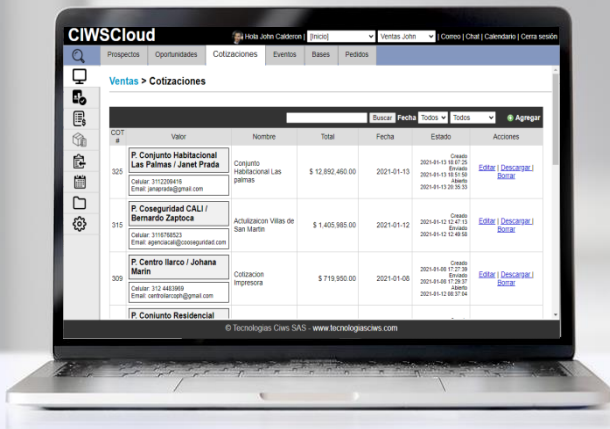 CIWSCloud
Hola John Calderon | [Inicio] Ventas John | Correo | Chat | Calendario | Cerra sesión
Prospectos Oportunidades Cotizaciones Eventos Bases Pedidos
Ventas > Cotizaciones
Buscar Fecha Todos Todos Agregar
COT # Valor Nombre Total Fecha Estado Acciones
325
P. Conjunto Habitacional
Las Palmas / Janet Prada
Celular: 3112209416
Email: janaprada@gmail.com
Conjunto
Habitacional Las
palmas
$ 12,892,460.00
2021-01-13
Creado
2021-01-13 18:07:25
Enviado
2021-01-13 18:51:50
Abierto
2021-01-13 20:35:33
Editar | Descargar |
Borrar
315
P. Coseguridad CALI /
Bernardo Zaptoca
Celular: 3116768523
Email: agenciacali@cooseguridad.com
Actulizaicon Villas de
San Martin
$ 1,405,985.00
2021-01-12
Creado
2021-01-12 12:47:13
Enviado
2021-01-12 12:49:58
Editar | Descargar |
Borrar
309
P. Centro Ilarco / Johana
Marin
Celular: 312 4483989
Email: centroilarcojh@gmail.com
Cotizacion
Impresora
$ 719,950.00
2021-01-08
Creado
2021-01-08 17:27:39
Enviado
2021-01-08 17:29:37
Abierto
2021-01-12 08:37:04
Editar | Descargar |
Borrar
P. Conjunto Residencial
© Tecnologias Ciws SAS - www.tecnologiasciws.com